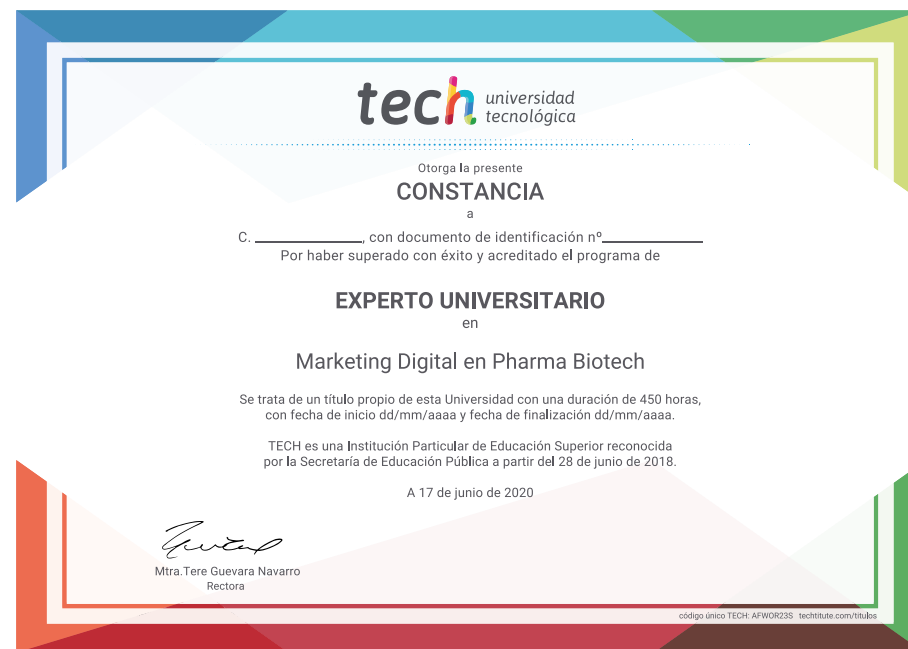 tech universidad
tecnológica
Otorga la presente
CONSTANCIA
a
C. ____________, con documento de identificación nº____________
Por haber superado con éxito y acreditado el programa de
EXPERTO UNIVERSITARIO
en
Marketing Digital en Pharma Biotech
Se trata de un título propio de esta Universidad con una duración de 450 horas,
con fecha de inicio dd/mm/aaaa y fecha de finalización dd/mm/aaaa.
TECH es una Institución Particular de Educación Superior reconocida
por la Secretaría de Educación Pública a partir del 28 de junio de 2018.
A 17 de junio de 2020
Mtra.Tere Guevara Navarro
Rectora
código único TECH: AFWOR23S techtitute.com/titulos